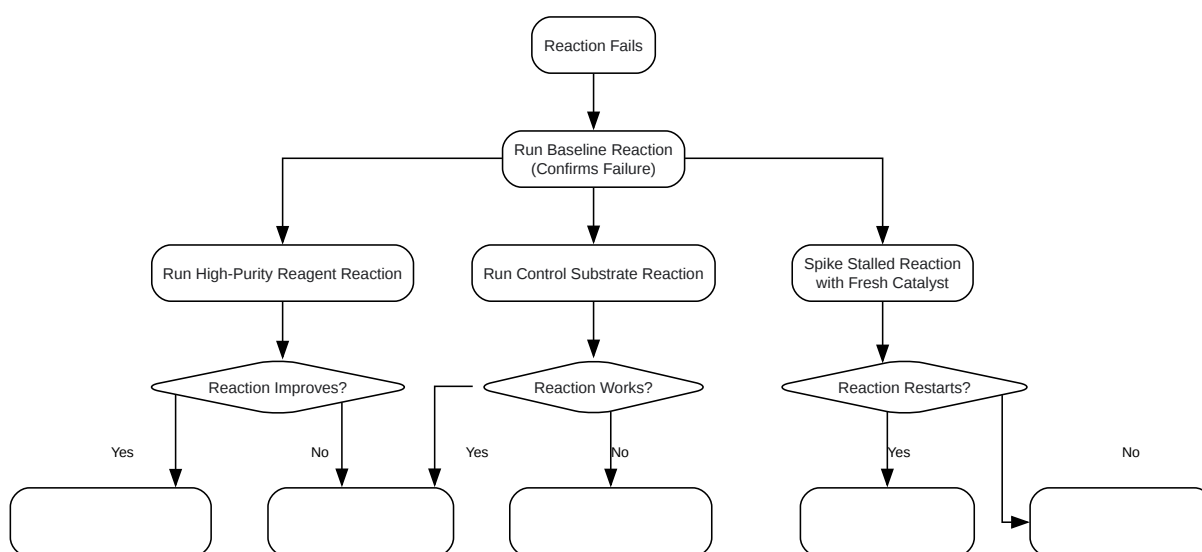 Reaction Fails
Run Baseline Reaction
(Confirms Failure)
Run High-Purity Reagent Reaction
Run Control Substrate Reaction
Spike Stalled Reaction
with Fresh Catalyst
Reaction Improves?
Reaction Works?
Reaction Restarts?
Yes
No
Yes
No
Yes
No